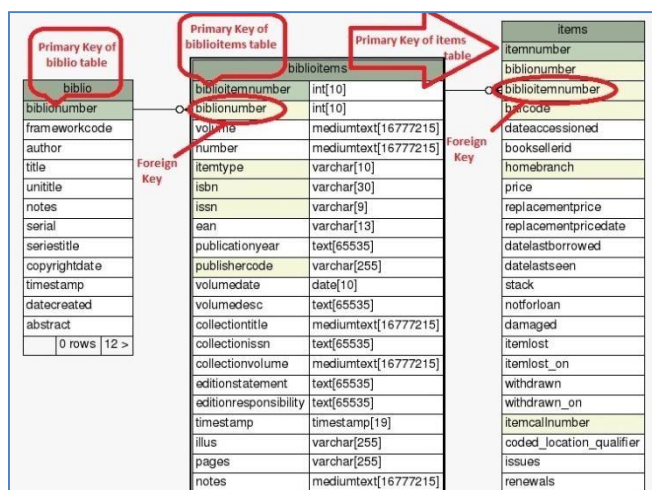 Primary Key of
biblio table
biblio
biblionumber
frameworkcode
author
title
unititle
notes
serial
seriestitle
copyrightdate
timestamp
datecreated
abstract
0 rows 12 >
Foreign
Key
Primary Key of
biblioitems table
biblioitems
biblioitemnumber int[10]
biblionumber int[10]
volume mediumtext[16777215]
number mediumtext[16777215]
itemtype varchar[10]
isbn varchar[30]
issn varchar[9]
ean varchar[13]
publicationyear text[65535]
publishercode varchar[255]
volumedate date[10]
volumedesc text[65535]
collectiontitle mediumtext[16777215]
collectionissn text[65535]
collectionvolume mediumtext[16777215]
editionstatement text[65535]
editionresponsibility text[65535]
timestamp timestamp[19]
illus varchar[255]
pages varchar[255]
notes mediumtext[16777215]
Primary Key of items
table
Foreign
Key
items
itemnumber
biblionumber
biblioitemnumber
barcode
dateaccessioned
booksellerid
homebranch
price
replacementprice
replacementpricedate
datelastborrowed
datelastseen
stack
notforloan
damaged
itemlost
itemlost_on
withdrawn
withdrawn_on
itemcallnumber
coded_location_qualifier
issues
renewals